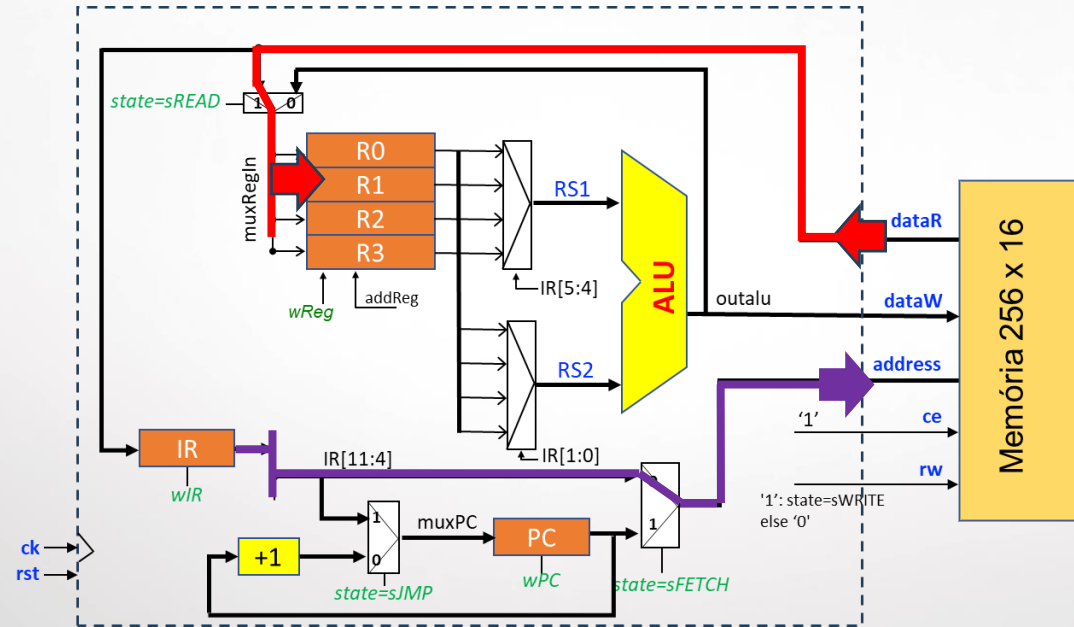 dataR
state=sREAD
1
0
muxRegIn
R0
R1
R2
R3
wReg
addReg
RS1
IR[5:4]
RS2
IR[1:0]
ALU
outalu
dataW
address
'1'
ce
rw
'1': state=sWRITE
else '0'
Memória 256 x 16
IR
wIR
IR[11:4]
1
0
muxPC
state=sJMP
+1
PC
wPC
1
state=sFETCH
ck
rst